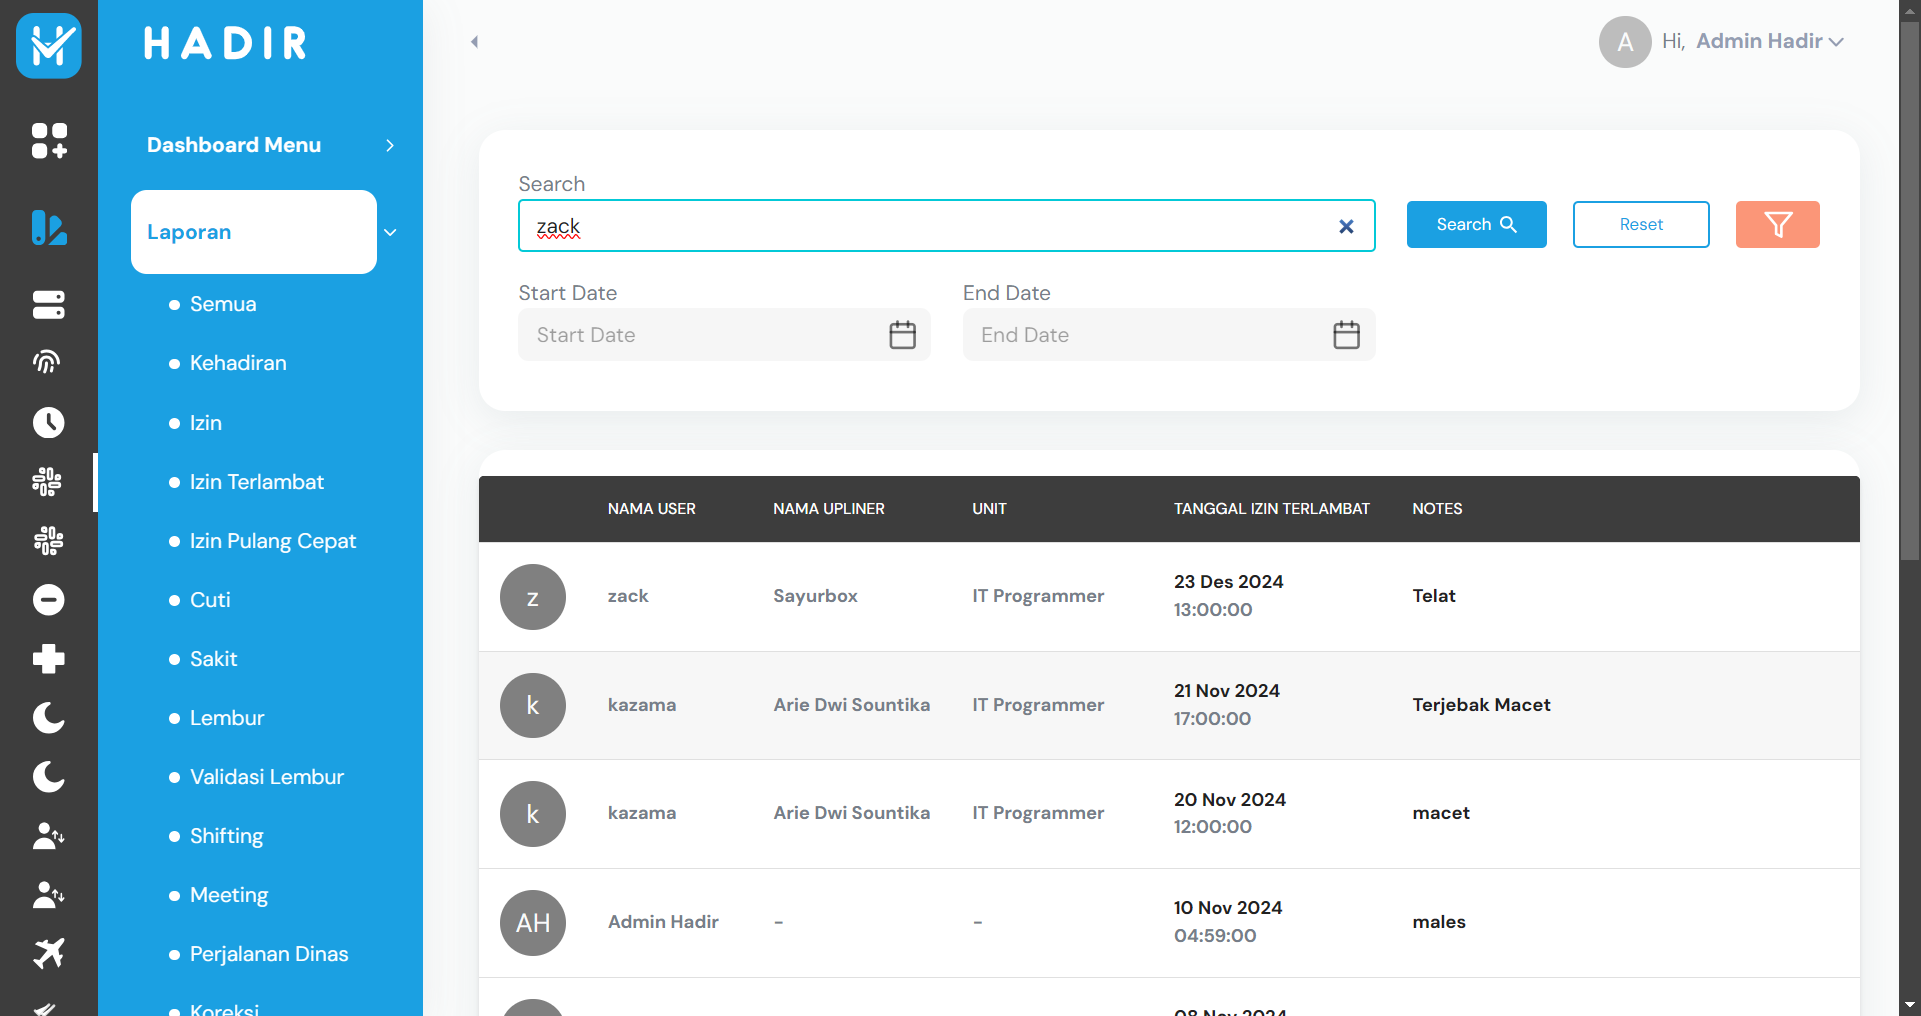 HADIR
Hi, Admin Hadir
A
Dashboard Menu
Laporan
Semua
Kehadiran
Izin
Izin Terlambat
Izin Pulang Cepat
Cuti
Sakit
Lembur
Validasi Lembur
Shifting
Meeting
Perjalanan Dinas
Koreksi
Search
zack
Search
Reset
Start Date
End Date
Start Date
End Date
NAMA USER NAMA UPLINER UNIT TANGGAL IZIN TERLAMBAT NOTES
z zack Sayurbox IT Programmer 23 Des 2024 Telat
13:00:00
k kazama Arie Dwi Sountika IT Programmer 21 Nov 2024 Terjebak Macet
17:00:00
k kazama Arie Dwi Sountika IT Programmer 20 Nov 2024 macet
12:00:00
AH Admin Hadir - - 10 Nov 2024 males
04:59:00
08 Nov 2024